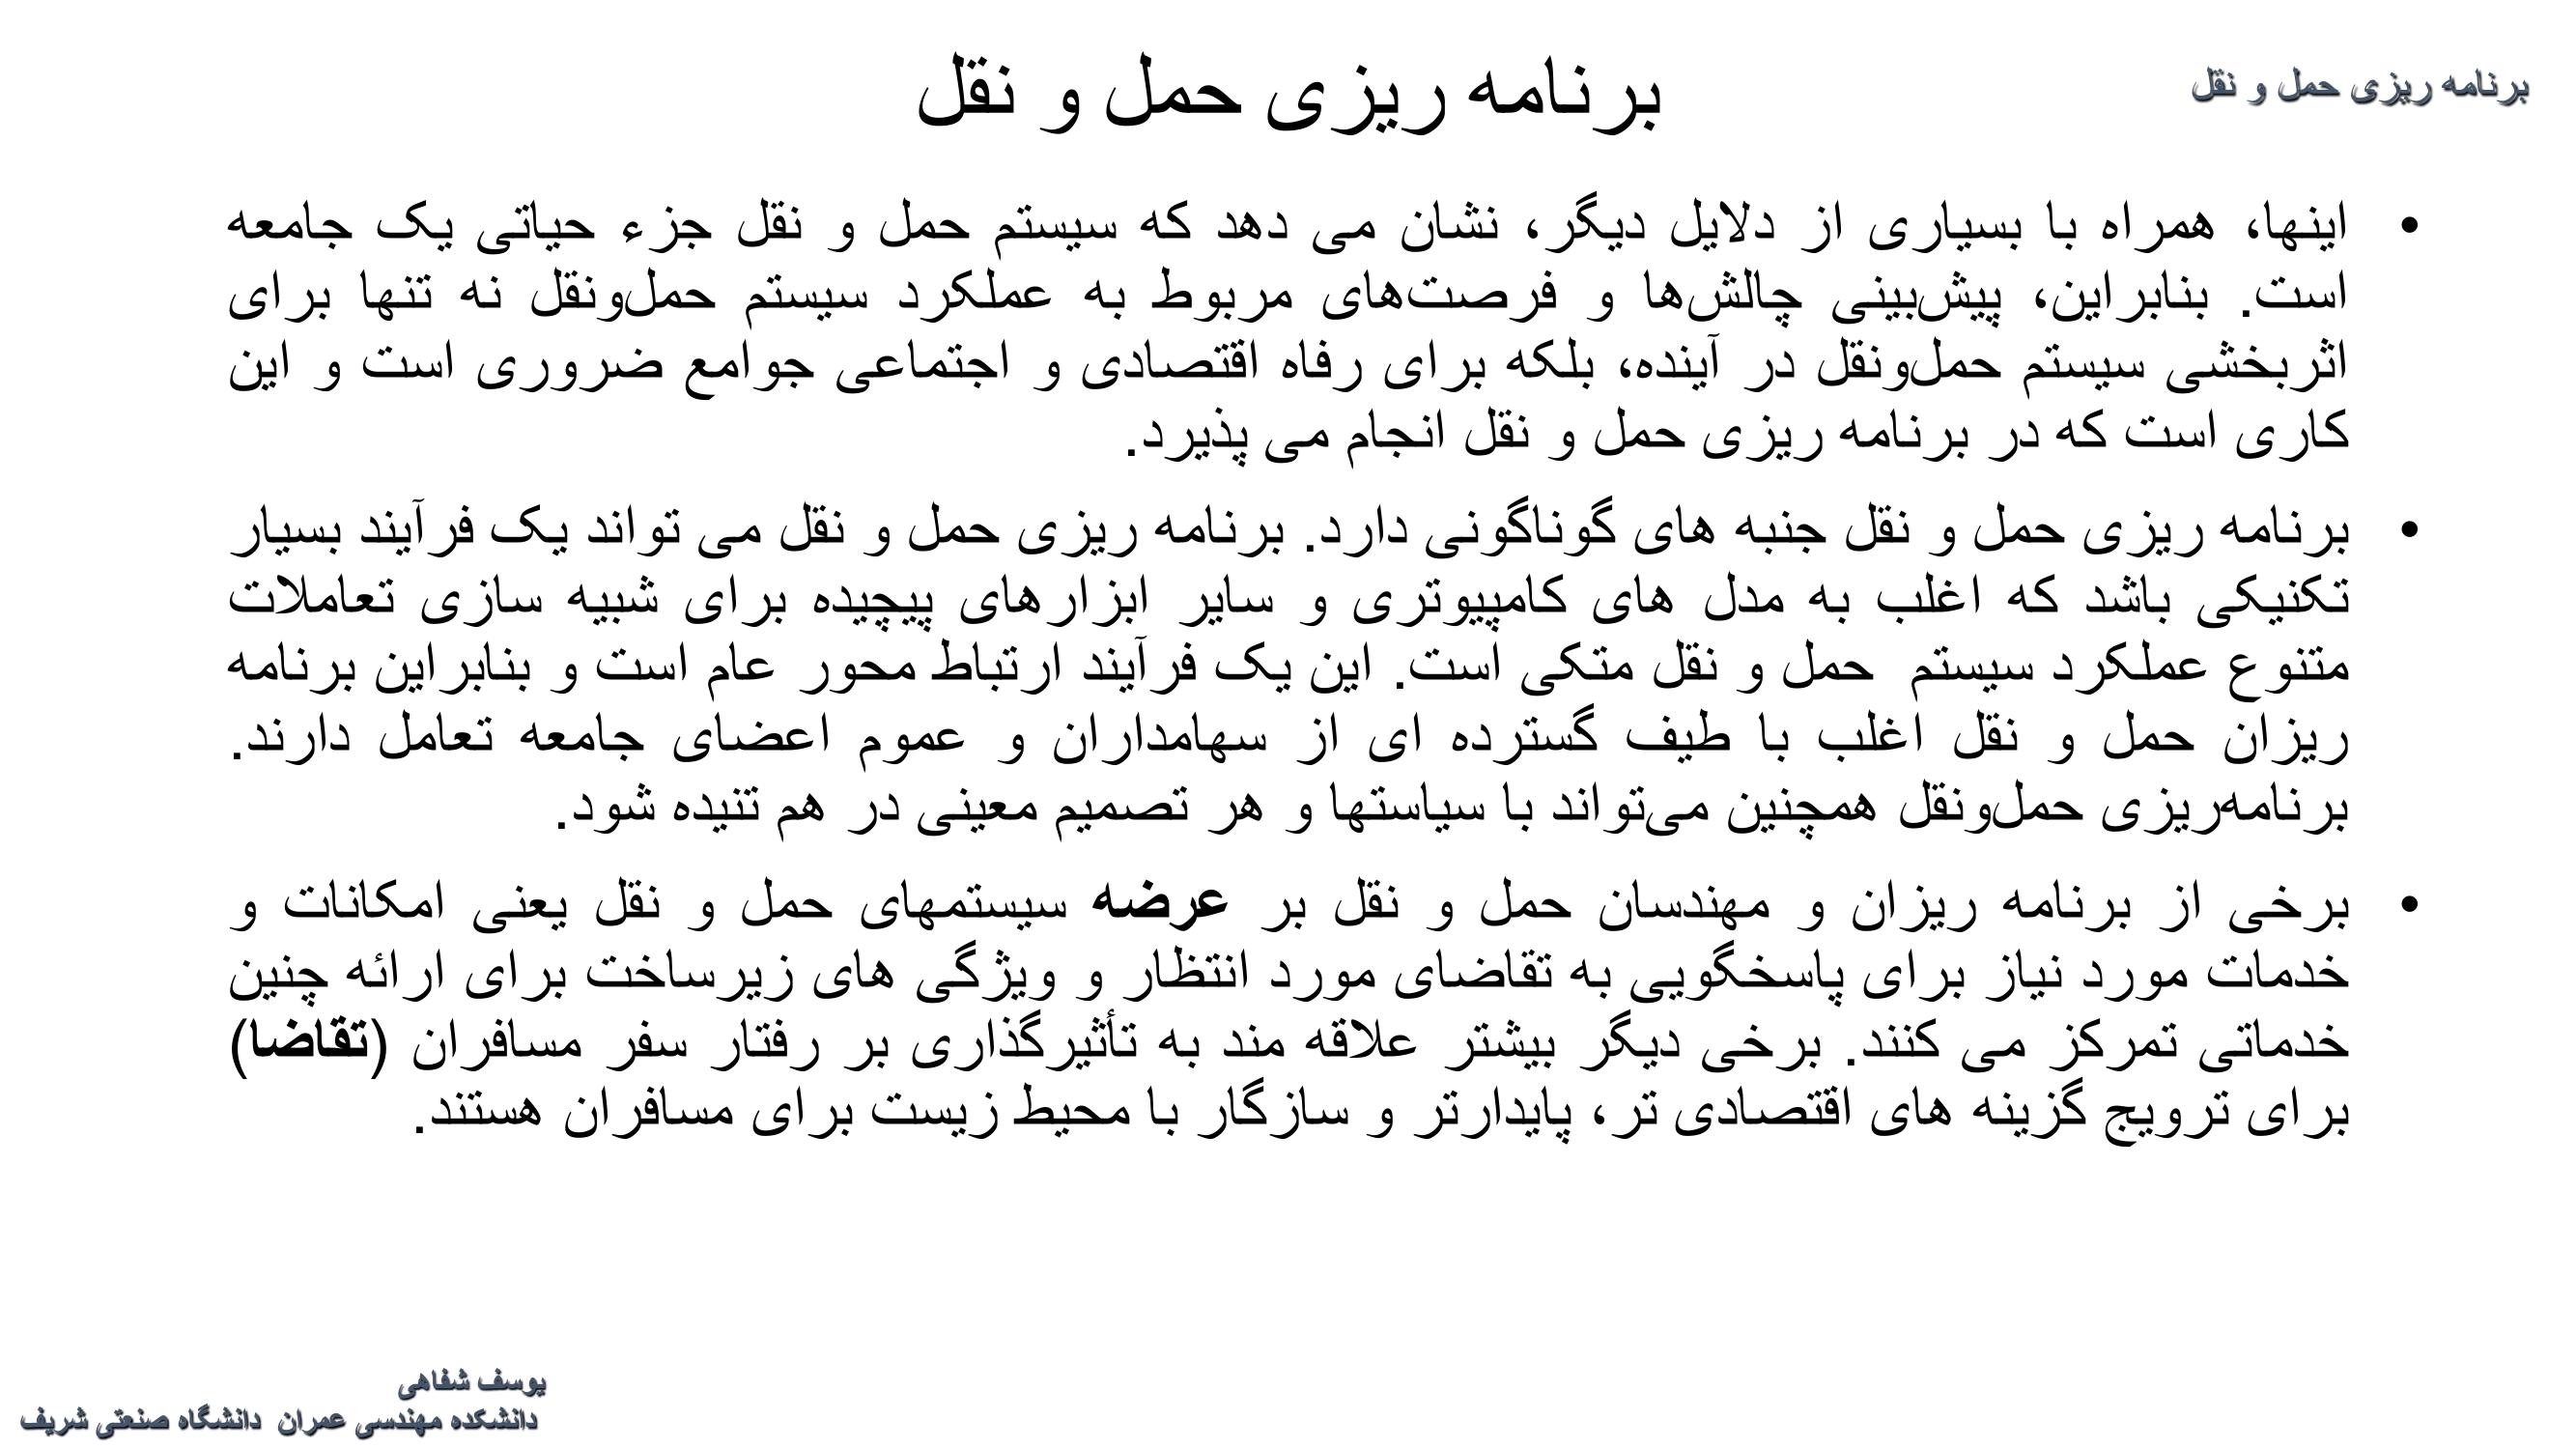 برنامه ریزی حمل و نقل
برنامه ریزی حمل و نقل
• اینها، همراه با بسیاری از دلایل دیگر، نشان می دهد که سیستم حمل و نقل جزء حیاتی یک جامعه
است. بنابراین، پیش‌بینی چالش‌ها و فرصت‌های مربوط به عملکرد سیستم حمل‌ونقل نه تنها برای
اثربخشی سیستم حمل‌ونقل در آینده، بلکه برای رفاه اقتصادی و اجتماعی جوامع ضروری است و این
کاری است که در برنامه ریزی حمل و نقل انجام می پذیرد.
• برنامه ریزی حمل و نقل جنبه های گوناگونی دارد. برنامه ریزی حمل و نقل می تواند یک فرآیند بسیار
تکنیکی باشد که اغلب به مدل های کامپیوتری و سایر ابزارهای پیچیده برای شبیه سازی تعاملات
متنوع عملکرد سیستم حمل و نقل متکی است. این یک فرآیند ارتباط محور عام است و بنابراین برنامه
ریزان حمل و نقل اغلب با طیف گسترده ای از سهامداران و عموم اعضای جامعه تعامل دارند.
برنامه‌ریزی حمل‌ونقل همچنین می‌تواند با سیاستها و هر تصمیم معینی در هم تنیده شود.
• برخی از برنامه ریزان و مهندسان حمل و نقل بر عرضه سیستمهای حمل و نقل یعنی امکانات و
خدمات مورد نیاز برای پاسخگویی به تقاضای مورد انتظار و ویژگی های زیرساخت برای ارائه چنین
خدماتی تمرکز می کنند. برخی دیگر بیشتر علاقه مند به تأثیرگذاری بر رفتار سفر مسافران (تقاضا)
برای ترویج گزینه های اقتصادی تر، پایدارتر و سازگار با محیط زیست برای مسافران هستند.
یوسف شفاهی
دانشکده مهندسی عمران دانشگاه صنعتی شریف